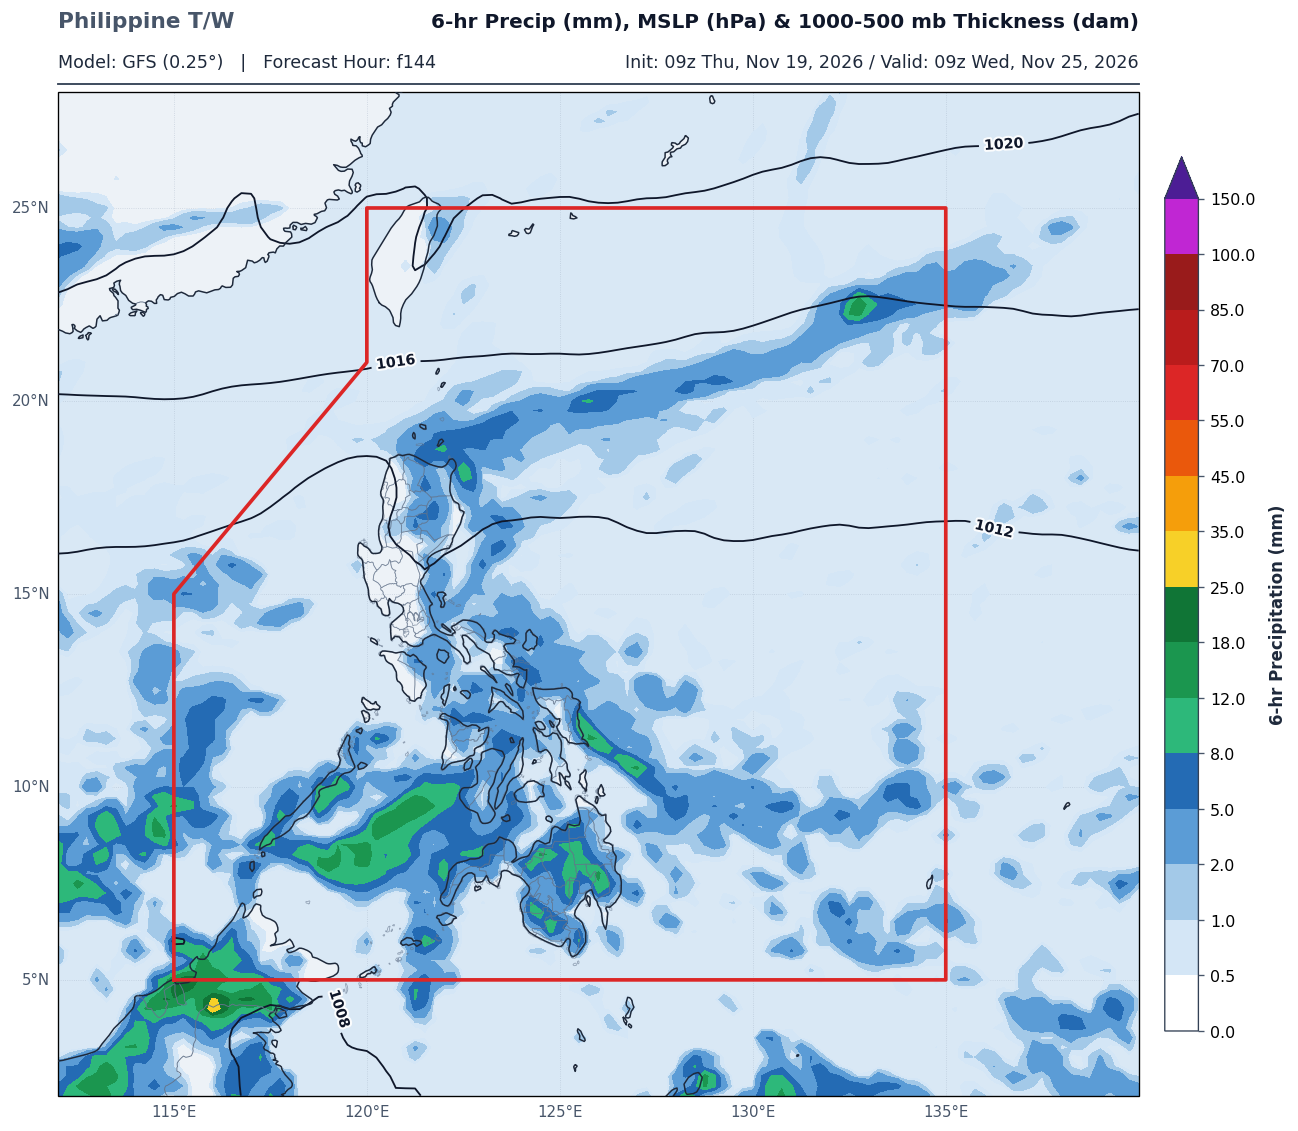 Philippine T/W
6-hr Precip (mm), MSLP (hPa) & 1000-500 mb Thickness (dam)
Model: GFS (0.25°) | Forecast Hour: f144
Init: 09z Thu, Nov 19, 2026 / Valid: 09z Wed, Nov 25, 2026
1020
1016
1012
1008
25°N
20°N
15°N
10°N
5°N
115°E
120°E
125°E
130°E
135°E
150.0
100.0
85.0
70.0
55.0
45.0
35.0
25.0
18.0
12.0
8.0
5.0
2.0
1.0
0.5
0.0
6-hr Precipitation (mm)